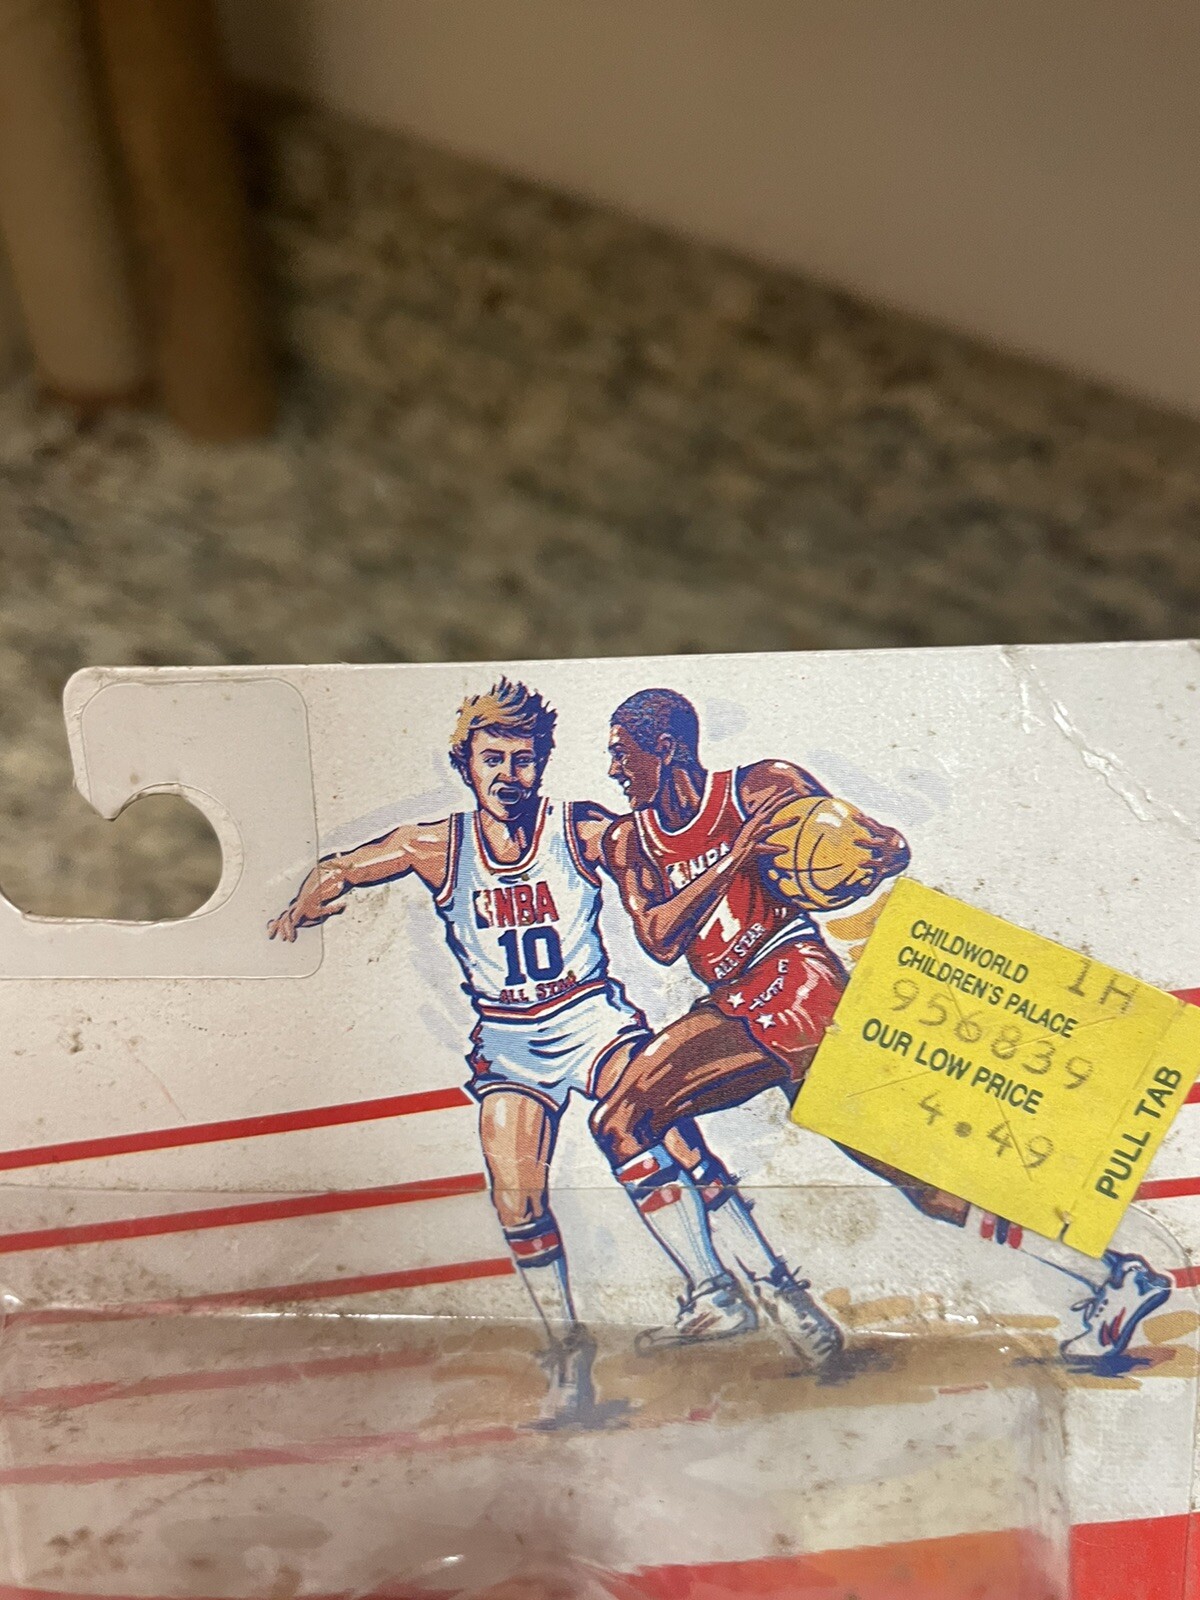 NBA
10
ALL STAR
NBA
1
ALL STAR
CHILDWORLD
CHILDREN'S PALACE
1H
956839
OUR LOW PRICE
4.49
PULL TAB